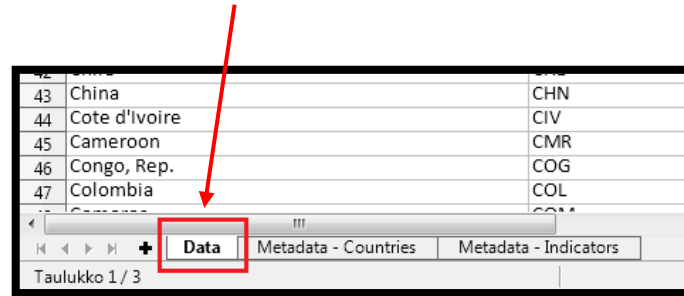 43 China CHN
44 Cote d'Ivoire CIV
45 Cameroon CMR
46 Congo, Rep. COG
47 Colombia COL
Data Metadata - Countries Metadata - Indicators
Taulukko 1 / 3